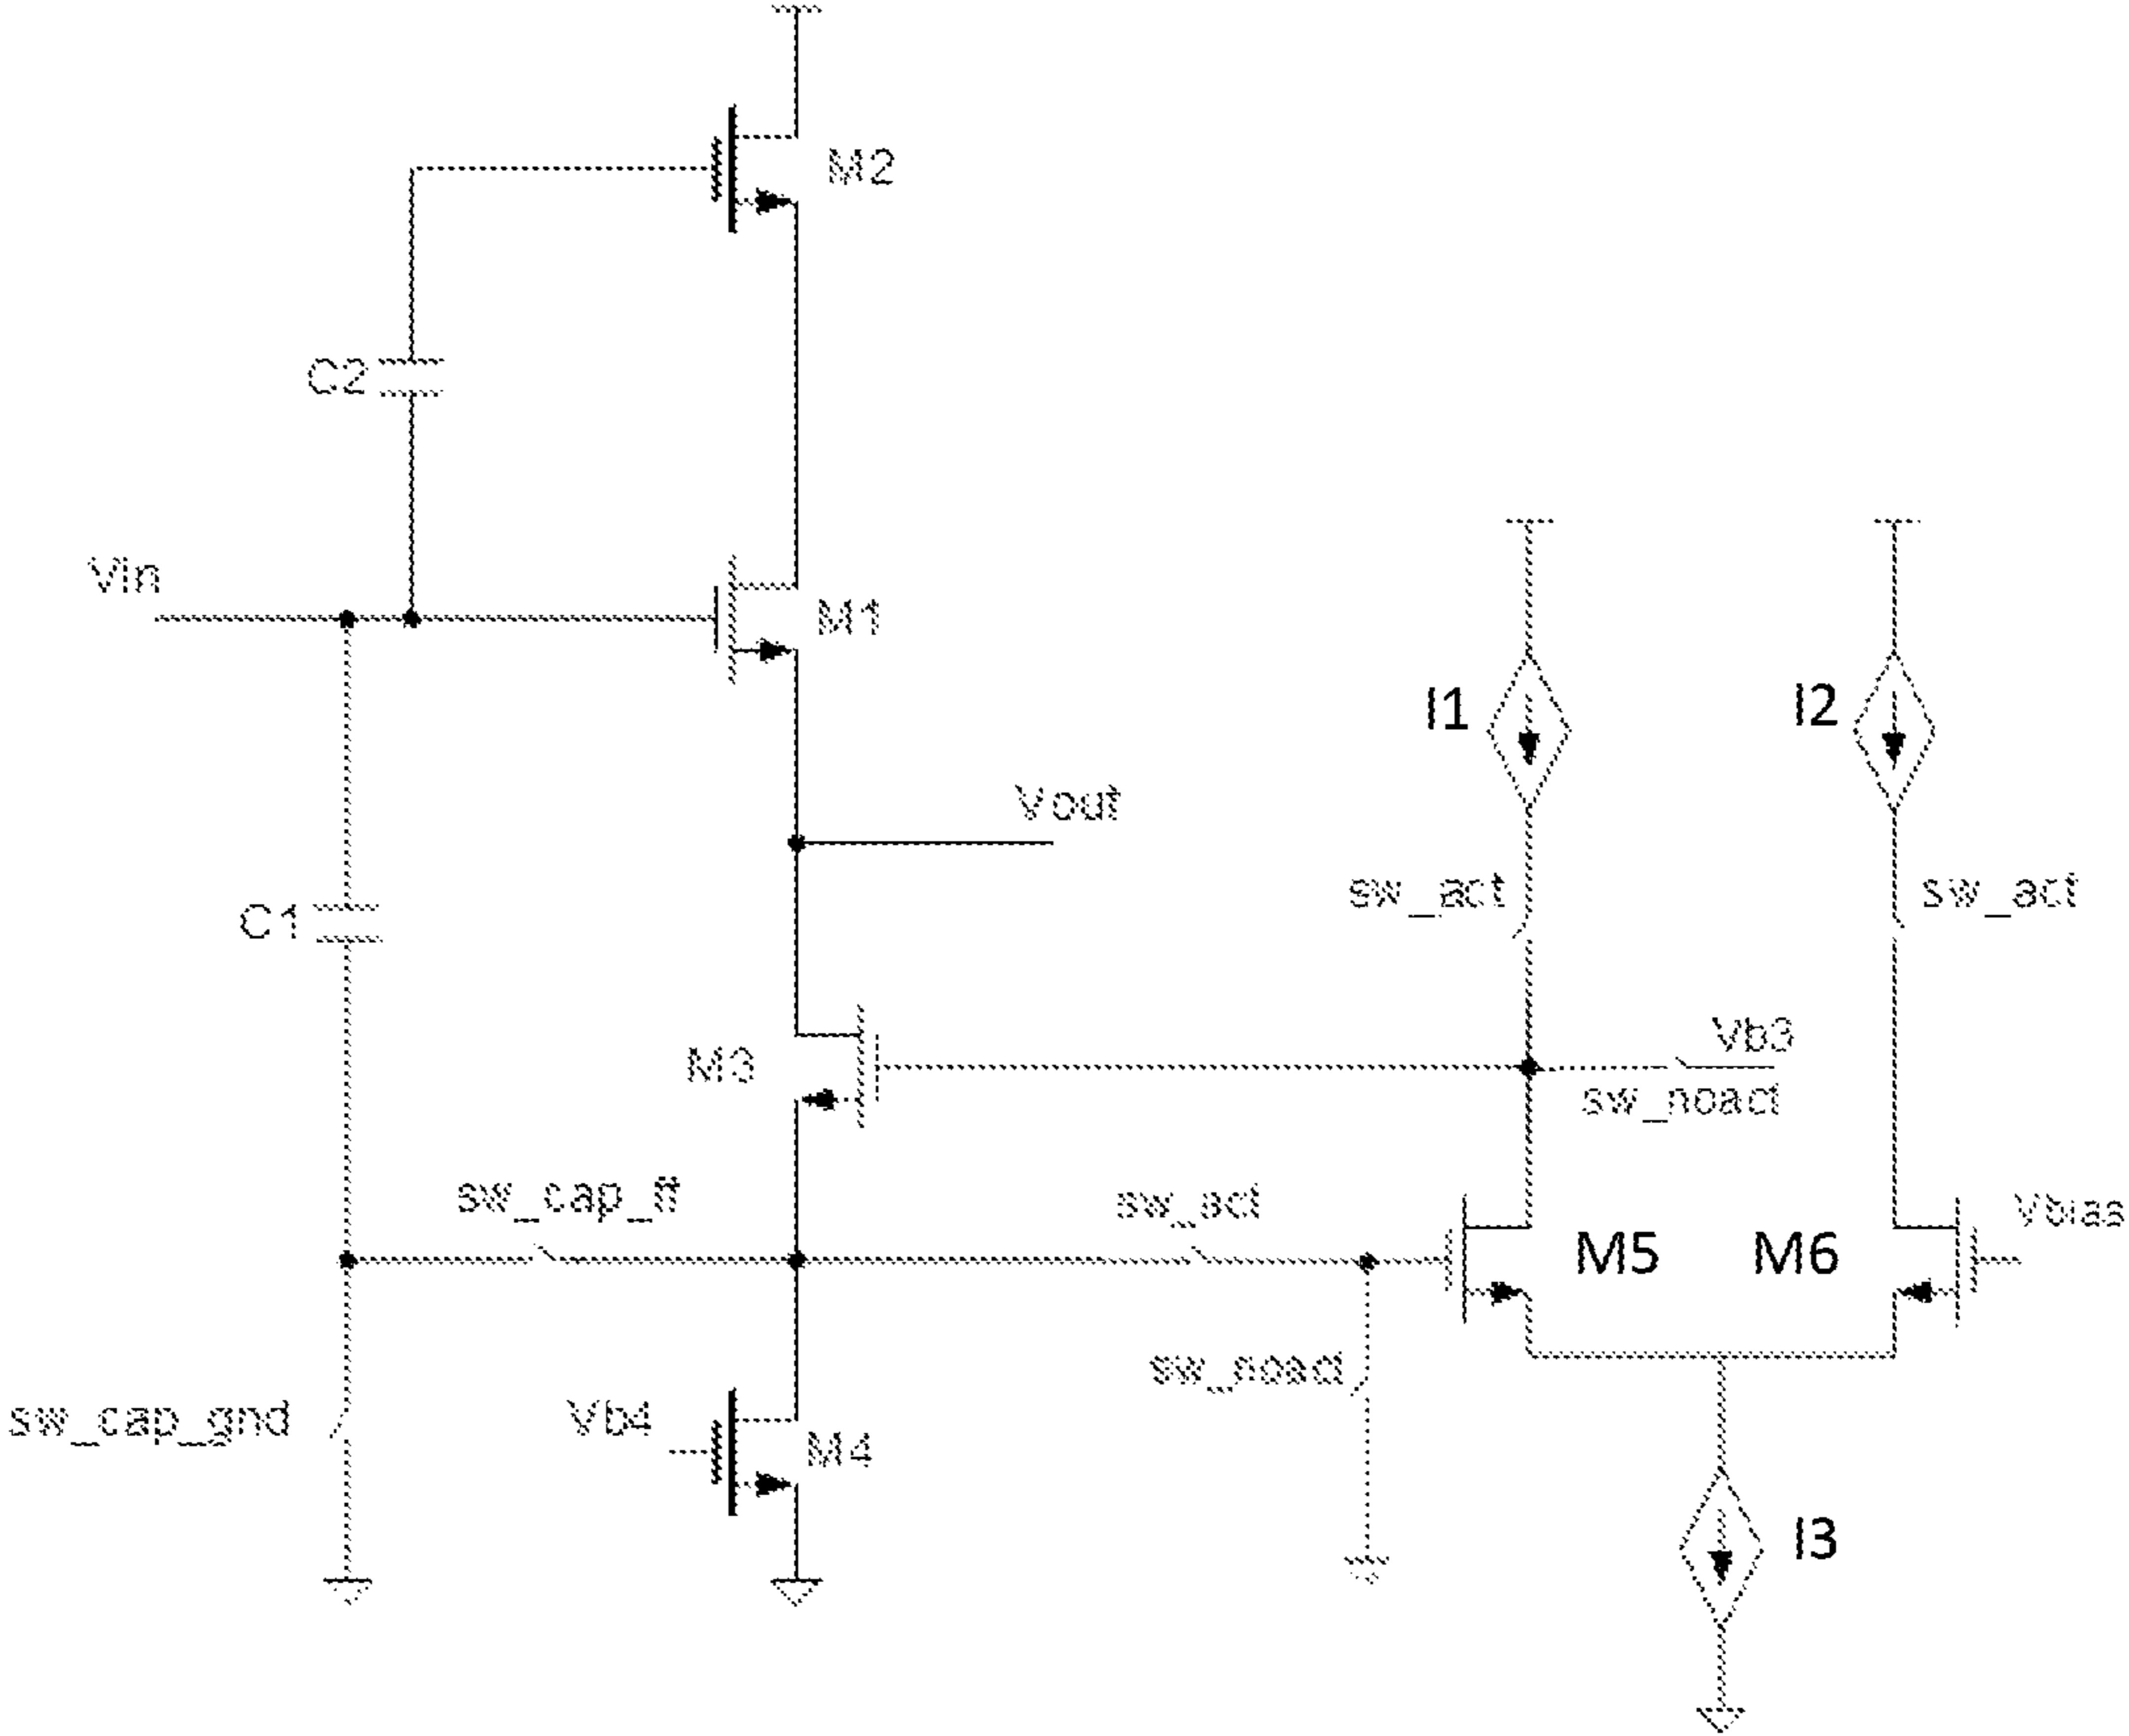 M2
C2
Vin
M1
I1
I2
Vout
sw_act
sw_act
C1
Vb3
M3
sw_noact
sw_cap_ff
sw_act
Vbias
M5
M6
sw_noact
sw_cap_gnd
Vb4
M4
I3